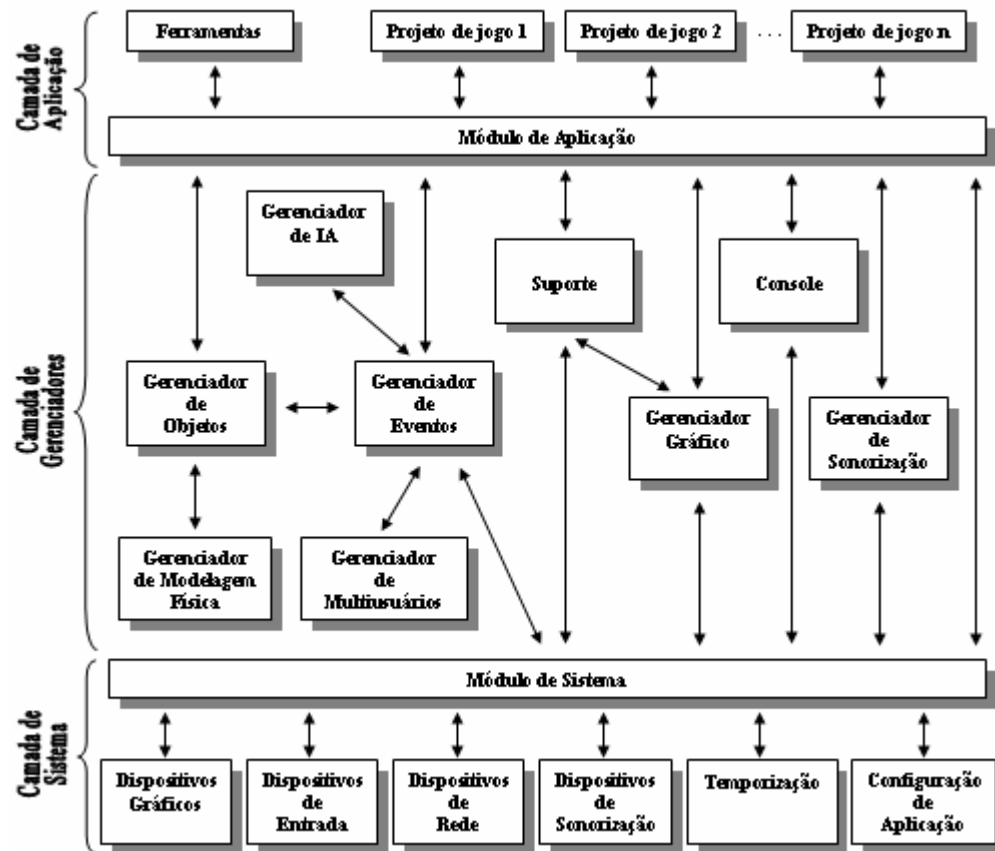 Camada de
Aplicação
Ferramentas
Projeto de jogo 1
Projeto de jogo 2
. . .
Projeto de jogo n
Módulo de Aplicação
Camada de
Gerenciadores
Gerenciador
de IA
Suporte
Console
Gerenciador
de
Objetos
Gerenciador
de
Eventos
Gerenciador
Gráfico
Gerenciador
de
Sonorização
Gerenciador
de Modelagem
Física
Gerenciador
de
Multiusuários
Camada de
Sistema
Módulo de Sistema
Dispositivos
Gráficos
Dispositivos
de
Entrada
Dispositivos
de
Rede
Dispositivos
de
Sonorização
Temporização
Configuração
de
Aplicação